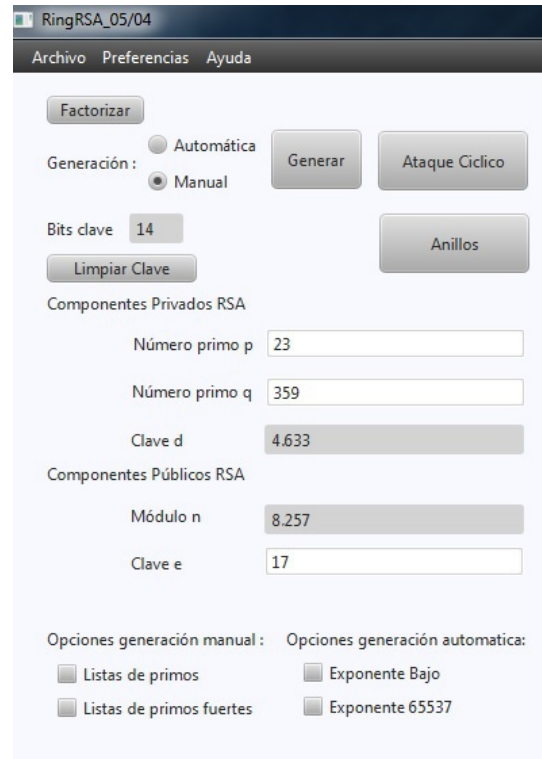 RingRSA_05/04
Archivo Preferencias Ayuda
Factorizar
Generación :
Automática
Manual
Generar
Ataque Ciclico
Bits clave 14
Anillos
Limpiar Clave
Componentes Privados RSA
Número primo p 23
Número primo q 359
Clave d 4.633
Componentes Públicos RSA
Módulo n 8.257
Clave e 17
Opciones generación manual : Opciones generación automatica:
Listas de primos Exponente Bajo
Listas de primos fuertes Exponente 65537